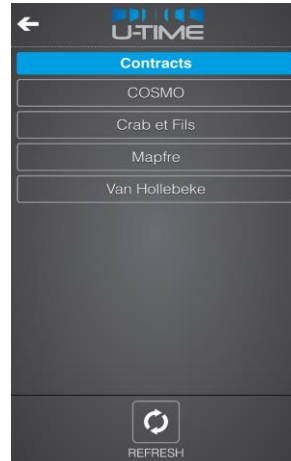 U-TIME
Contracts
COSMO
Crab et Fils
Mapfre
Van Hollebeke
REFRESH